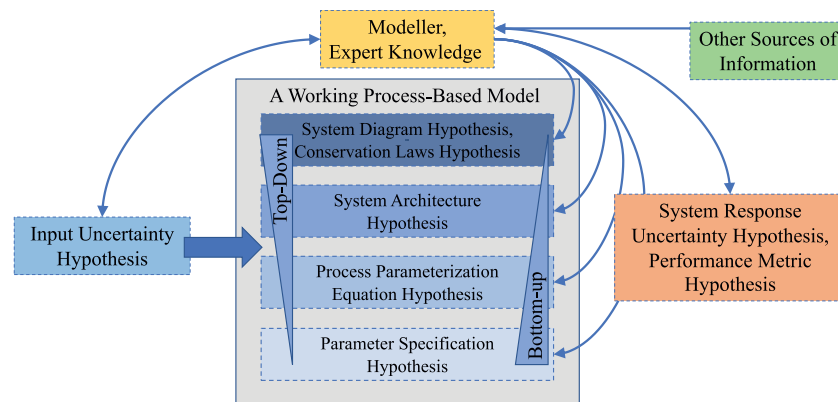 Modeller,
Expert Knowledge
Other Sources of
Information
A Working Process-Based Model
System Diagram Hypothesis,
Conservation Laws Hypothesis
Top-Down
System Architecture
Hypothesis
Input Uncertainty
Hypothesis
Process Parameterization
Equation Hypothesis
Bottom-up
Parameter Specification
Hypothesis
System Response
Uncertainty Hypothesis,
Performance Metric
Hypothesis